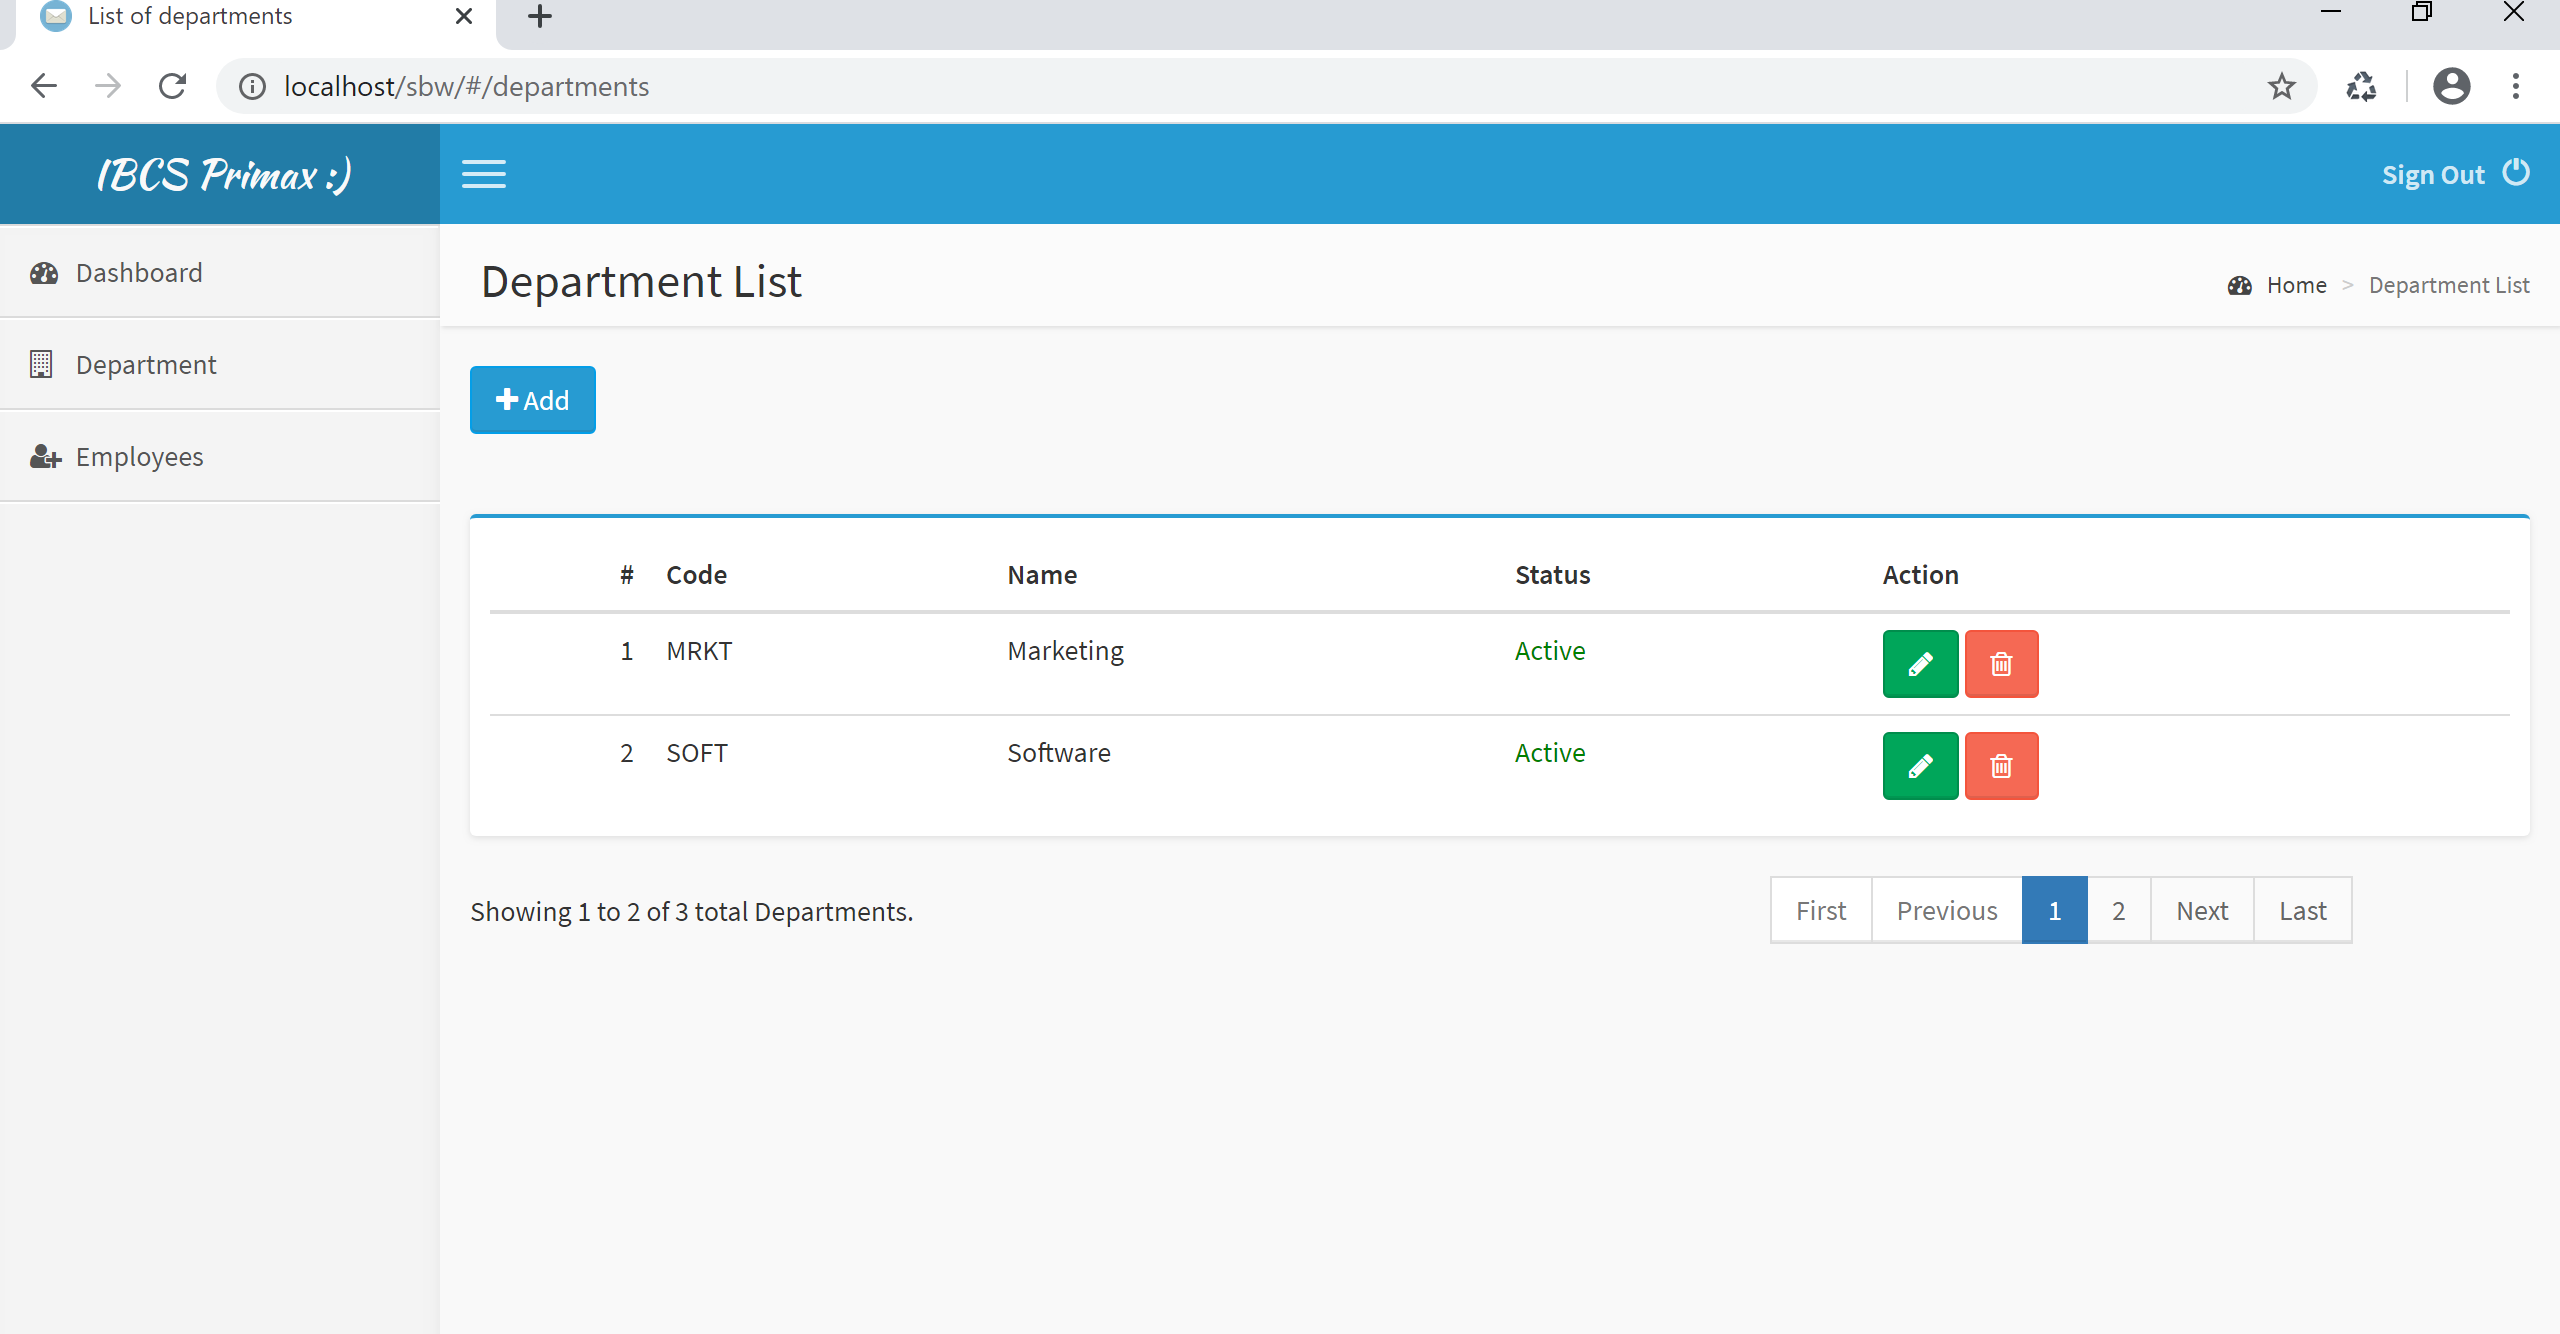 List of departments
localhost/sbw/#/departments
IBCS Primax :)
Sign Out
Dashboard
Department
Employees
Department List
Home > Department List
Add
# Code Name Status Action
1 MRKT Marketing Active
2 SOFT Software Active
Showing 1 to 2 of 3 total Departments.
First Previous 1 2 Next Last